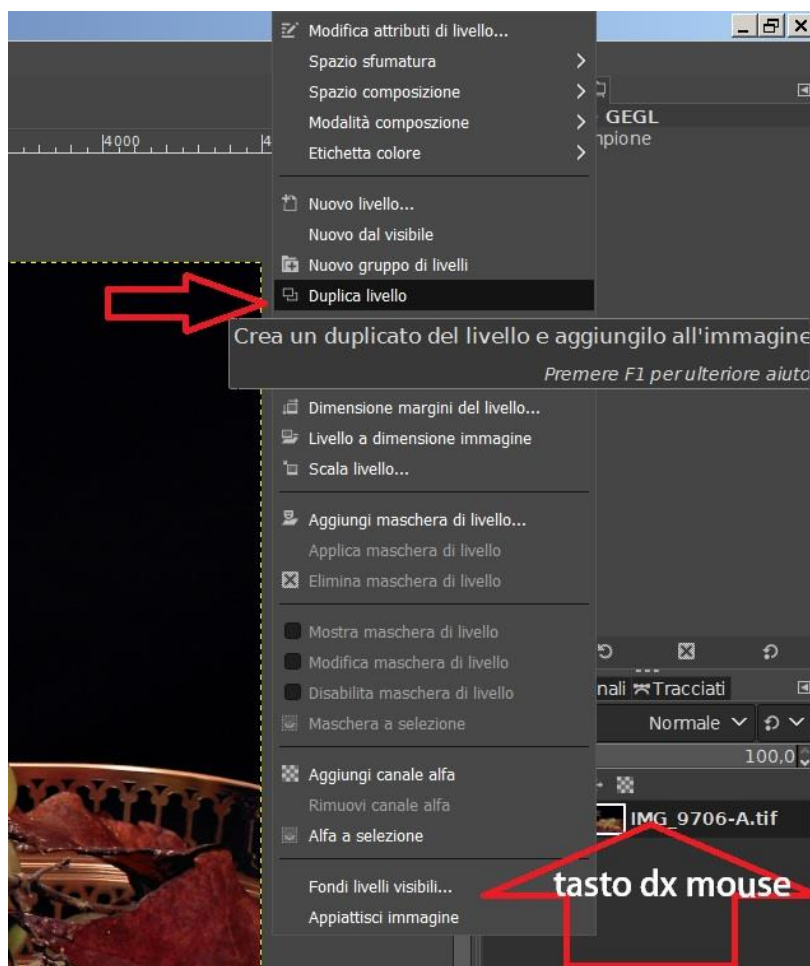 Modifica attributi di livello...
Spazio sfumatura
Spazio composizione
Modalità composzione
Etichetta colore
GEGL
4000
4
Nuovo livello...
Nuovo dal visibile
Nuovo gruppo di livelli
Duplica livello
Crea un duplicato del livello e aggiungilo all'immagine
Premere F1 per ulteriore aiuto
Dimensione margini del livello...
Livello a dimensione immagine
Scala livello...
Aggiungi maschera di livello...
Applica maschera di livello
Elimina maschera di livello
Mostra maschera di livello
Modifica maschera di livello
Disabilita maschera di livello
Maschera a selezione
nali Tracciati
Normale
100,0
Aggiungi canale alfa
Rimuovi canale alfa
Alfa a selezione
IMG_9706-A.tif
Fondi livelli visibili...
Appiattisci immagine
tasto dx mouse